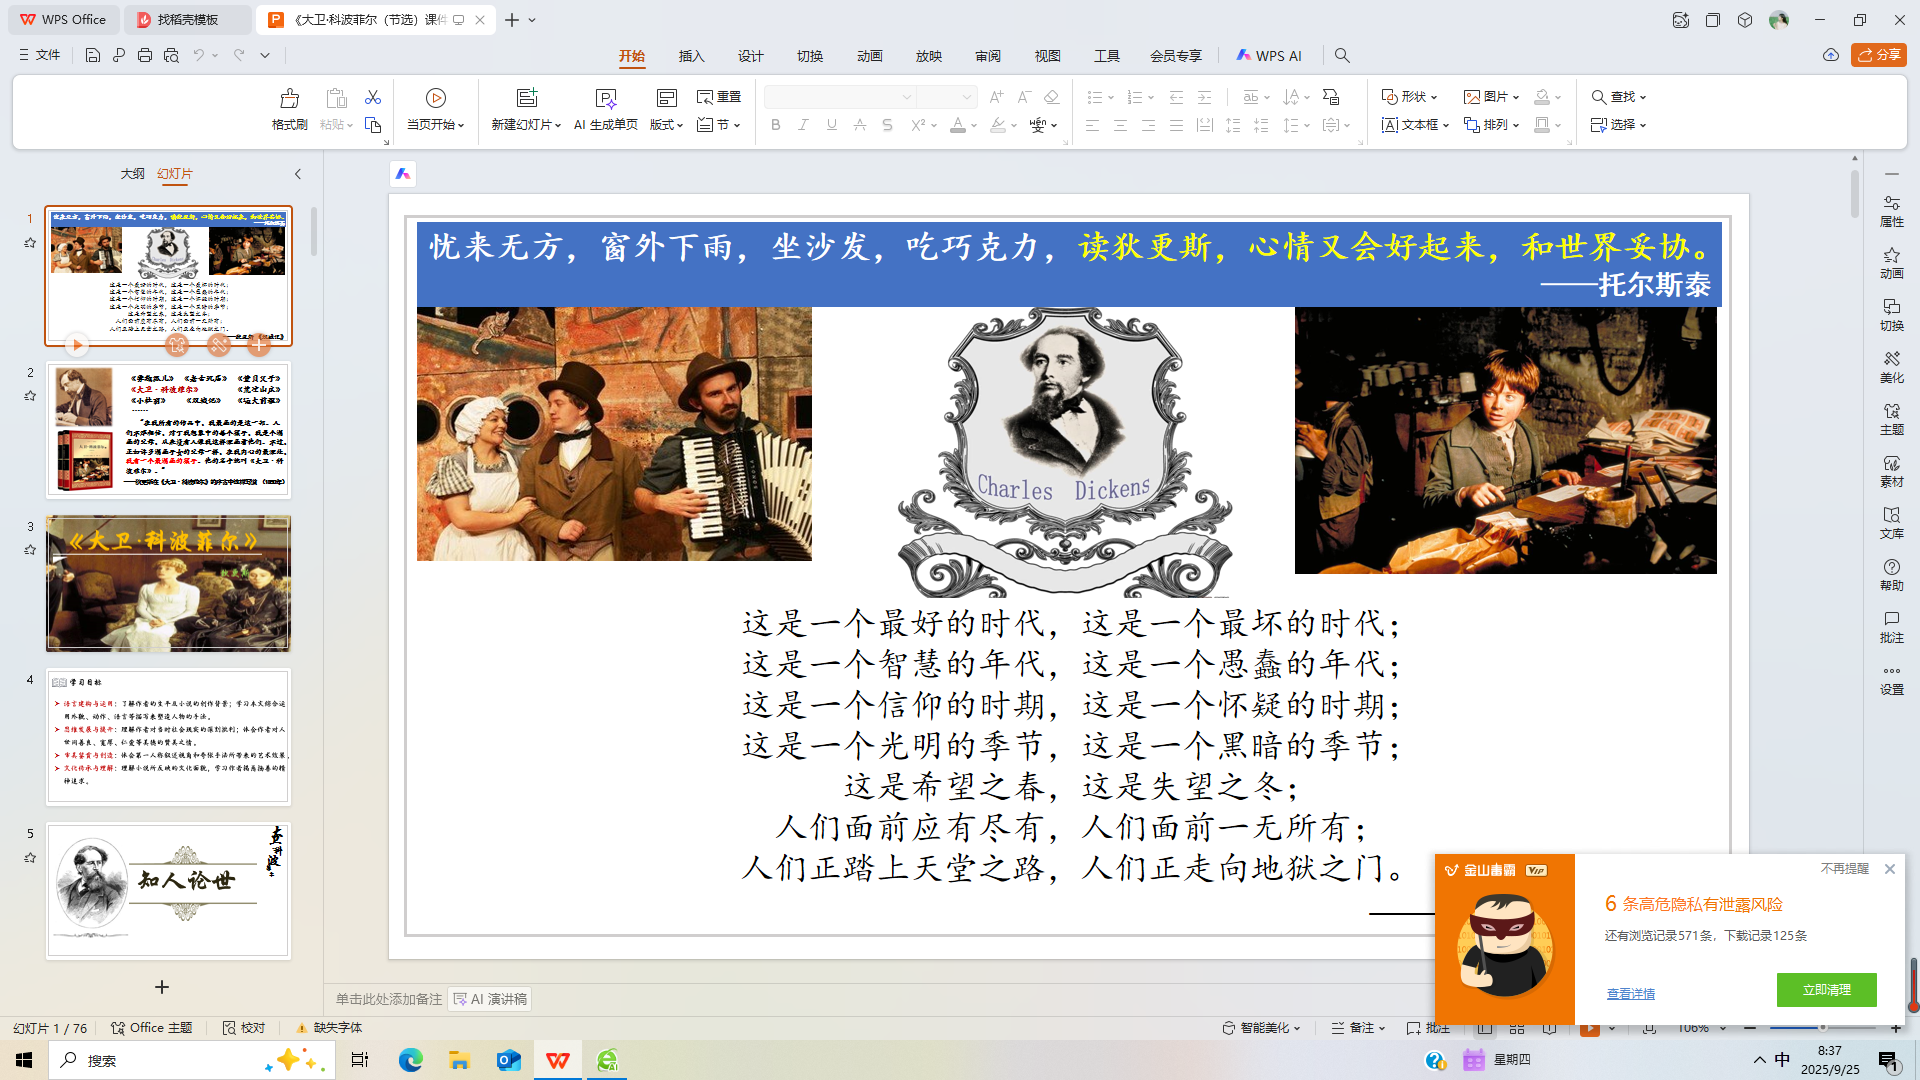 WPS Office
找稻壳模板
《大卫·科波菲尔（节选）课件
文件
开始
插入
设计
切换
动画
放映
审阅
视图
工具
会员专享
WPS AI
分享
格式刷
粘贴
当页开始
新建幻灯片
AI 生成单页
版式
重置
节
形状
图片
查找
文本框
排列
选择
大纲
幻灯片
1
2
《大卫·科波菲尔》
3
《大卫·科波菲尔》
4
学习目标
5
知人论世
忧来无方，窗外下雨，坐沙发，吃巧克力，读狄更斯，心情又会好起来，和世界妥协。
——托尔斯泰
Charles Dickens
这是一个最好的时代，这是一个最坏的时代；
这是一个智慧的年代，这是一个愚蠢的年代；
这是一个信仰的时期，这是一个怀疑的时期；
这是一个光明的季节，这是一个黑暗的季节；
这是希望之春，这是失望之冬；
人们面前应有尽有，人们面前一无所有；
人们正踏上天堂之路，人们正走向地狱之门。
属性
动画
切换
美化
主题
素材
文库
帮助
批注
设置
金山毒霸 VIP
不再提醒
6 条高危隐私有泄露风险
还有浏览记录571条，下载记录125条
查看详情
立即清理
单击此处添加备注
AI 演讲稿
幻灯片 1 / 76
Office 主题
校对
缺失字体
智能美化
备注
批注
106%
搜索
星期四
中
8:37
2025/9/25
1